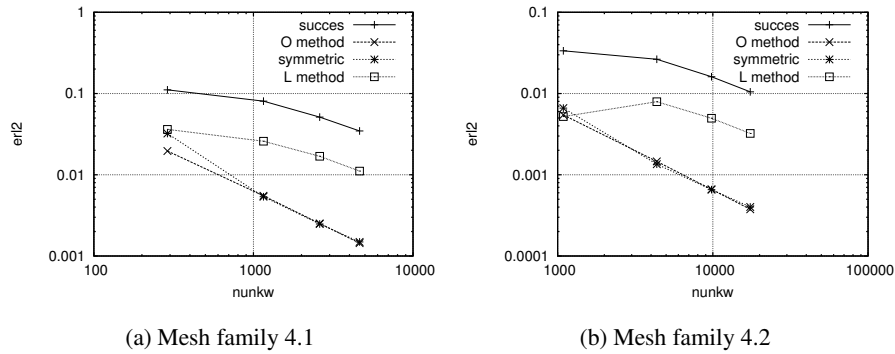 1
0.1
0.01
0.001
erl2
100
1000
10000
nunkw
succes
O method
symmetric
L method
(a) Mesh family 4.1
0.1
0.01
0.001
0.0001
erl2
1000
10000
100000
nunkw
succes
O method
symmetric
L method
(b) Mesh family 4.2